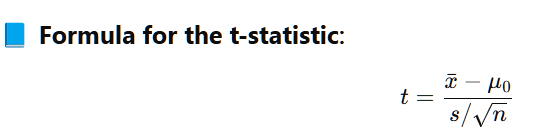 Formula for the t-statistic:
t = (x̄ − μ₀) / (s/√n)